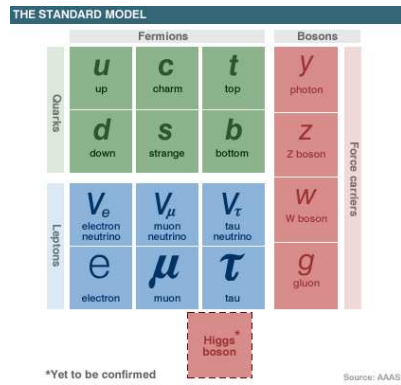 THE STANDARD MODEL
Fermions
Bosons
Quarks
u
up
c
charm
t
top
d
down
s
strange
b
bottom
Leptons
Ve
electron
neutrino
Vμ
muon
neutrino
Vτ
tau
neutrino
e
electron
μ
muon
τ
tau
y
photon
z
Z boson
w
W boson
g
gluon
Force carriers
Higgs*
boson
*Yet to be confirmed
Source: AAAS